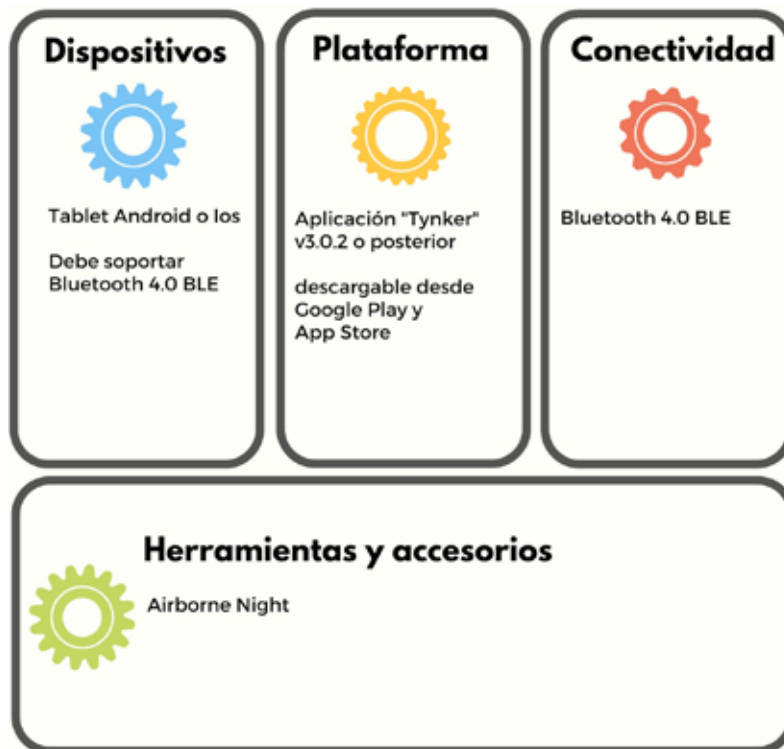 Dispositivos
Tablet Android o los
Debe soportar
Bluetooth 4.0 BLE
Plataforma
Aplicación "Tynker"
v3.0.2 o posterior
descargable desde
Google Play y
App Store
Conectividad
Bluetooth 4.0 BLE
Herramientas y accesorios
Airborne Night